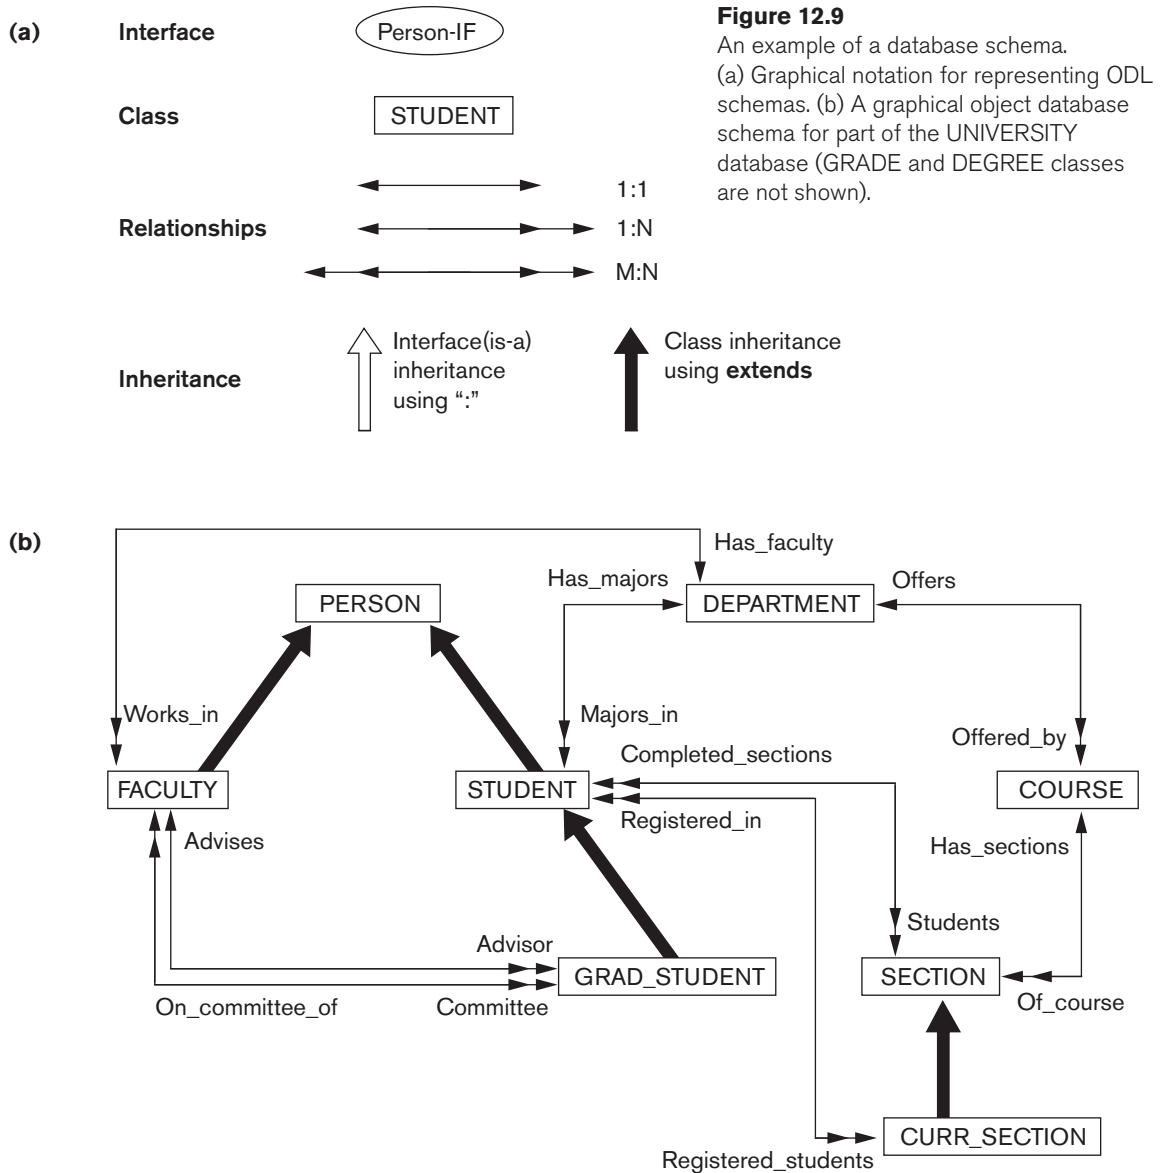 (a)
Interface
Person-IF
Class
STUDENT
Relationships
1:1
1:N
M:N
Inheritance
Interface(is-a)
inheritance
using “:”
Class inheritance
using extends
Figure 12.9
An example of a database schema.
(a) Graphical notation for representing ODL
schemas. (b) A graphical object database
schema for part of the UNIVERSITY
database (GRADE and DEGREE classes
are not shown).
(b)
Has_faculty
Has_majors
Offers
PERSON
DEPARTMENT
Works_in
Majors_in
Offered_by
Completed_sections
FACULTY
STUDENT
COURSE
Registered_in
Advises
Has_sections
Students
Advisor
GRAD_STUDENT
SECTION
On_committee_of
Committee
Of_course
CURR_SECTION
Registered_students